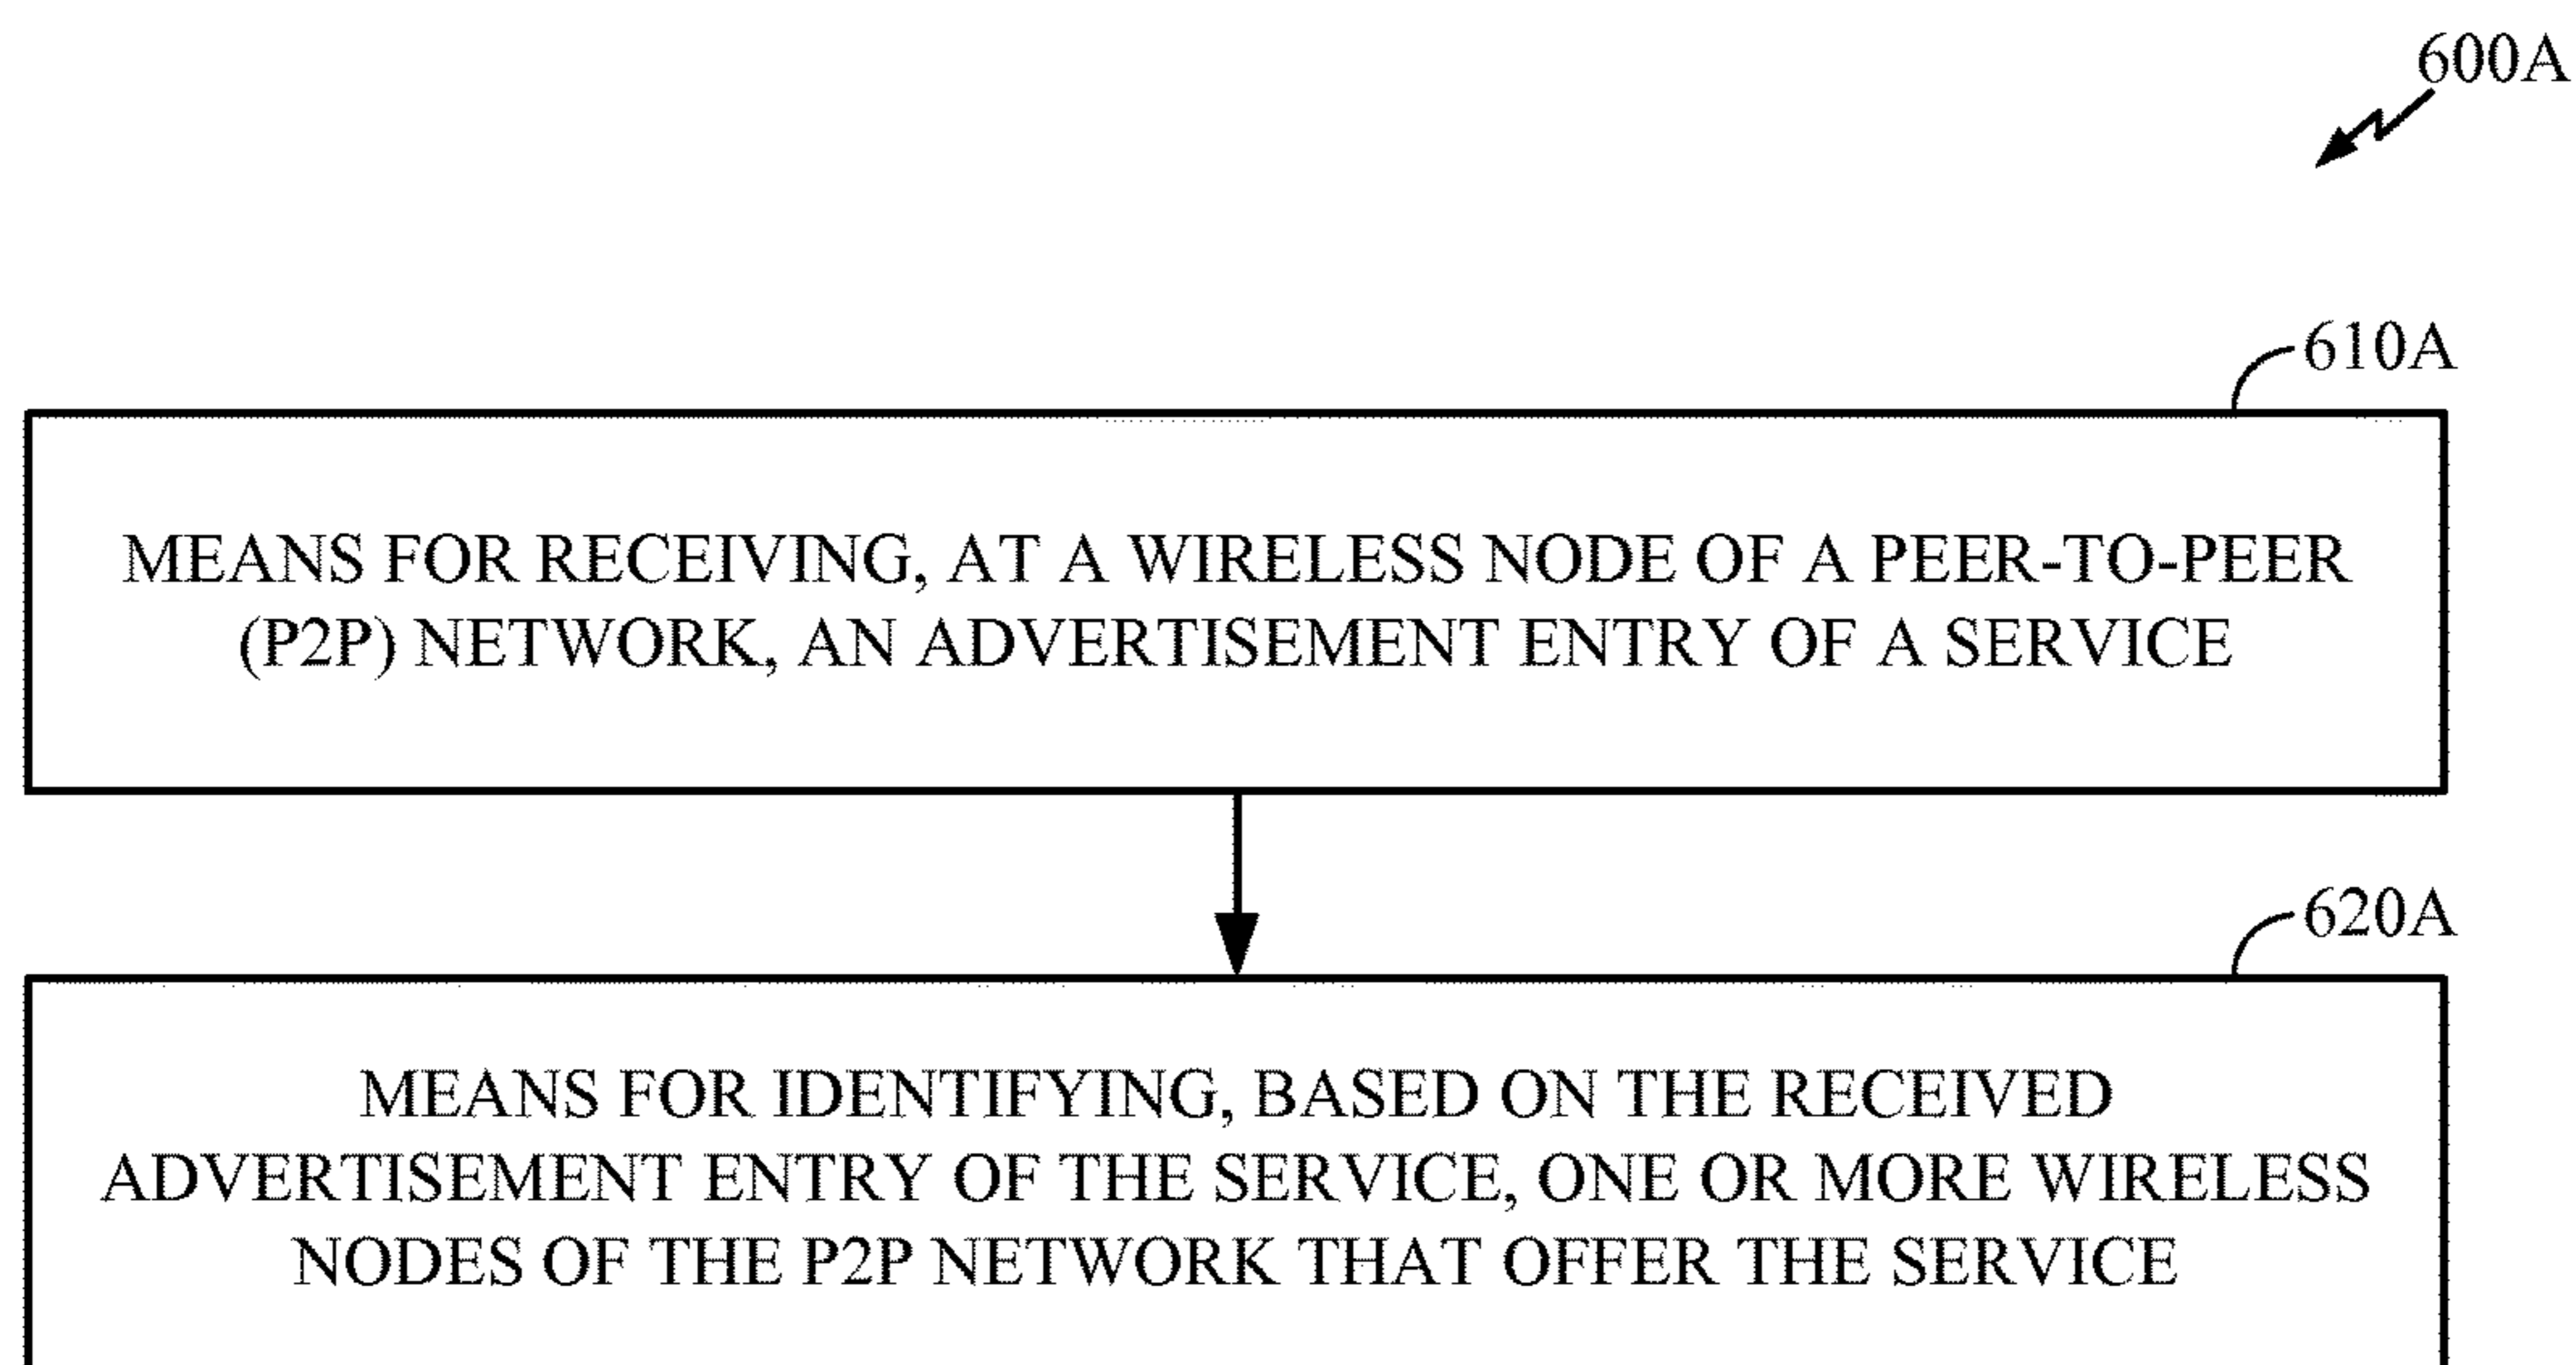 600A
610A
MEANS FOR RECEIVING, AT A WIRELESS NODE OF A PEER-TO-PEER
(P2P) NETWORK, AN ADVERTISEMENT ENTRY OF A SERVICE
620A
MEANS FOR IDENTIFYING, BASED ON THE RECEIVED
ADVERTISEMENT ENTRY OF THE SERVICE, ONE OR MORE WIRELESS
NODES OF THE P2P NETWORK THAT OFFER THE SERVICE